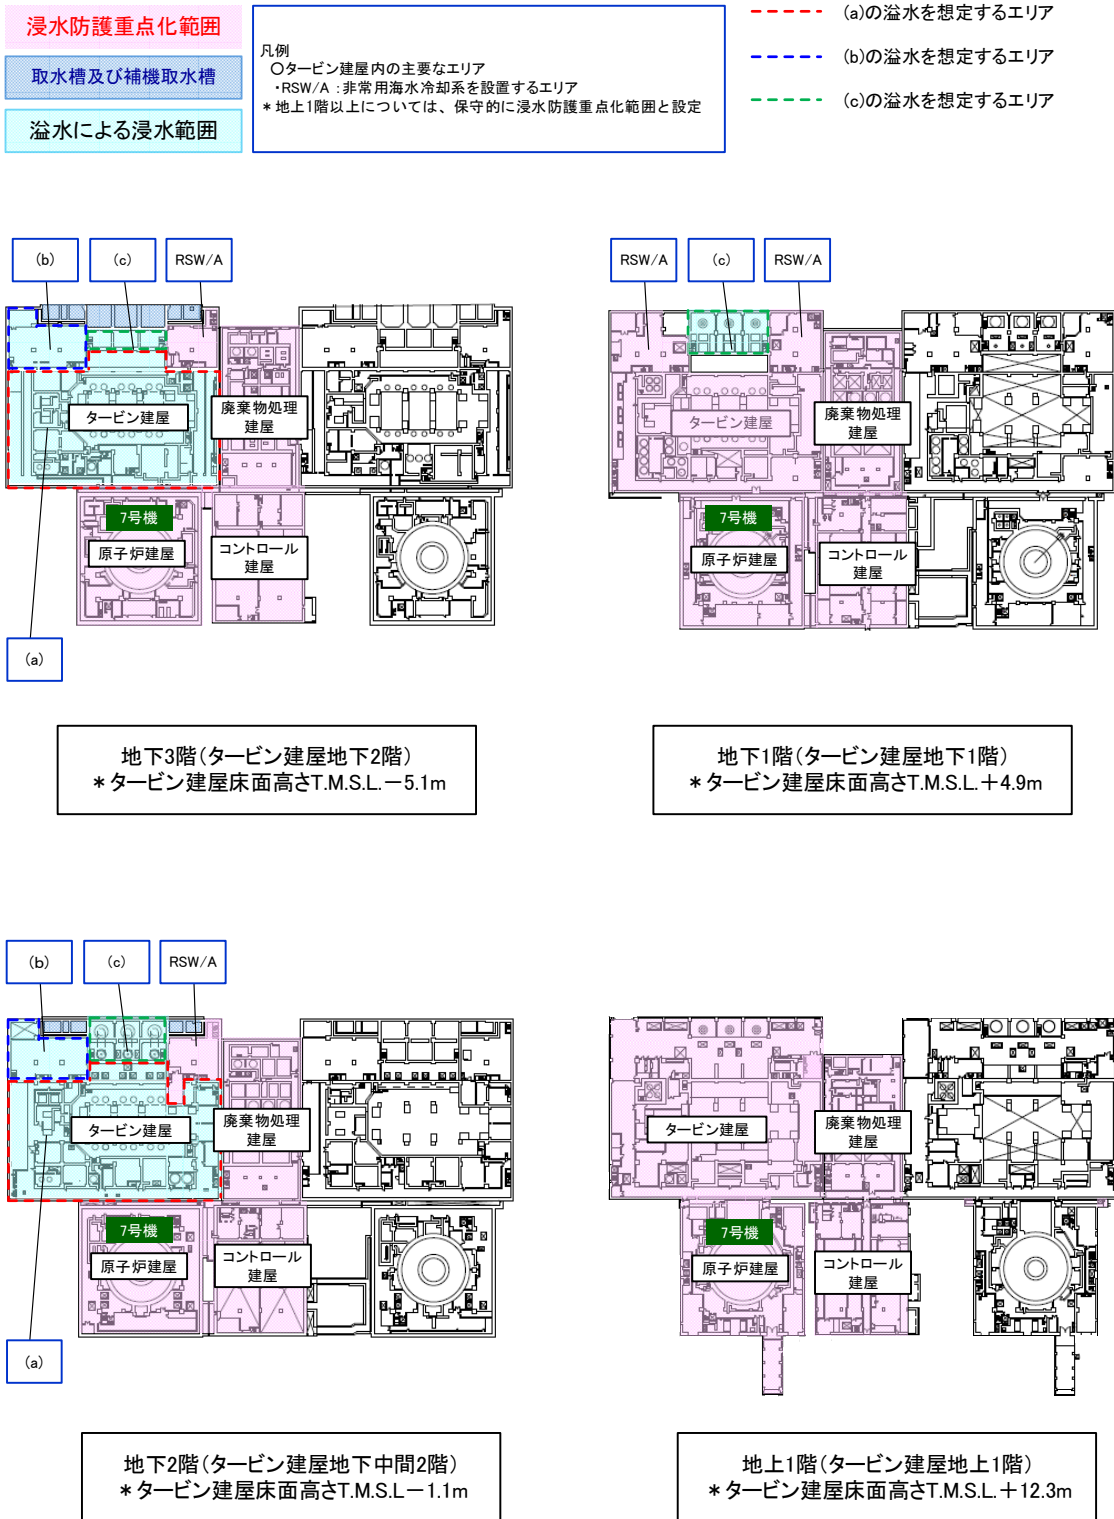 浸水防護重点化範囲
取水槽及び補機取水槽
溢水による浸水範囲
凡例
〇タービン建屋内の主要なエリア
・RSW/A：非常用海水冷却系を設置するエリア
＊地上1階以上については、保守的に浸水防護重点化範囲と設定
(a)の溢水を想定するエリア
(b)の溢水を想定するエリア
(c)の溢水を想定するエリア
(b)
(c)
RSW/A
タービン建屋
廃棄物処理
建屋
7号機
原子炉建屋
コントロール
建屋
(a)
地下3階(タービン建屋地下2階)
＊タービン建屋床面高さT.M.S.L.－5.1m
RSW/A
(c)
RSW/A
タービン建屋
廃棄物処理
建屋
7号機
原子炉建屋
コントロール
建屋
地下1階(タービン建屋地下1階)
＊タービン建屋床面高さT.M.S.L.＋4.9m
(b)
(c)
RSW/A
タービン建屋
廃棄物処理
建屋
7号機
原子炉建屋
コントロール
建屋
(a)
地下2階(タービン建屋地下中間2階)
＊タービン建屋床面高さT.M.S.L－1.1m
タービン建屋
廃棄物処理
建屋
7号機
原子炉建屋
コントロール
建屋
地上1階(タービン建屋地上1階)
＊タービン建屋床面高さT.M.S.L.＋12.3m